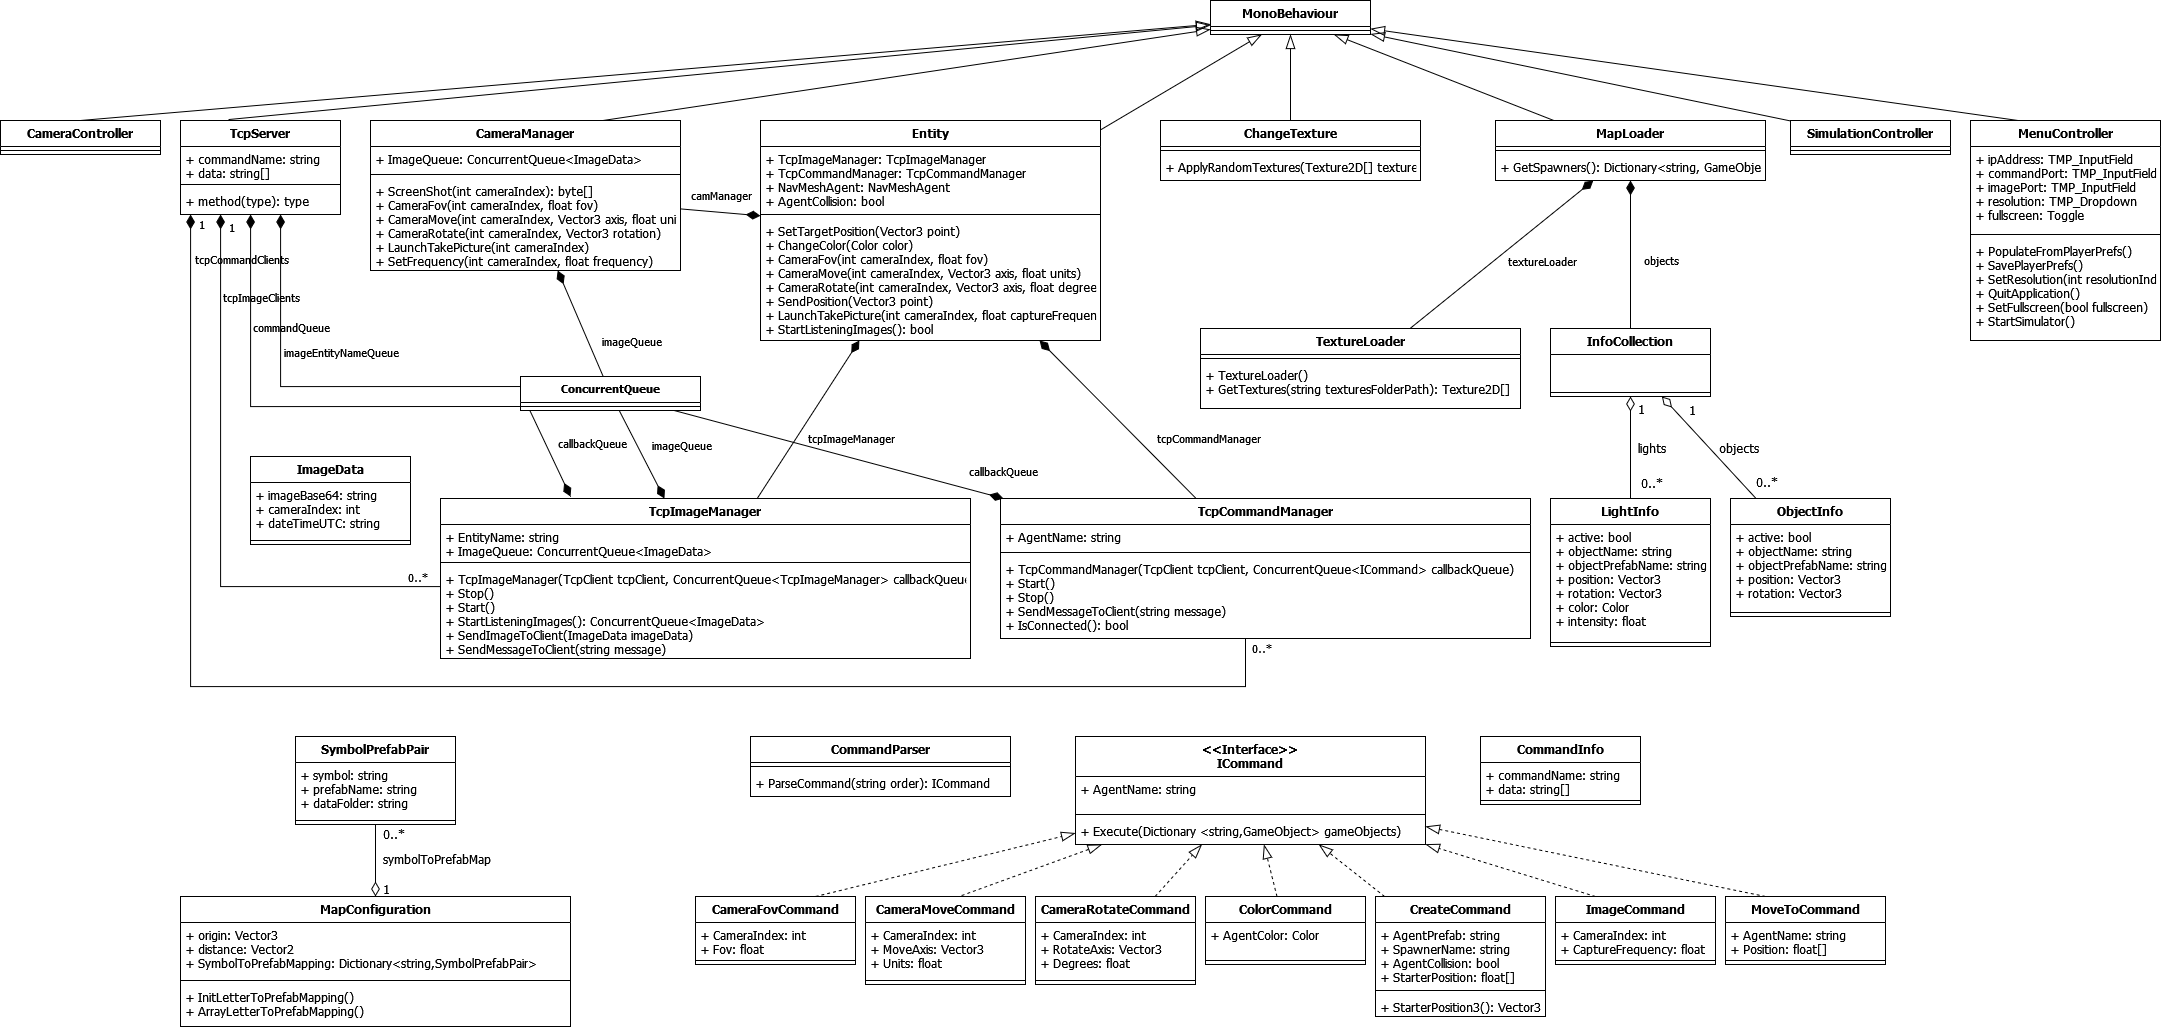 MonoBehaviour
CameraController
TcpServer
+ commandName: string
+ data: string[]
+ method(type): type
CameraManager
+ ImageQueue: ConcurrentQueue<ImageData>
+ ScreenShot(int cameraIndex): byte[]
+ CameraFov(int cameraIndex, float fov)
+ CameraMove(int cameraIndex, Vector3 axis, float uni
+ CameraRotate(int cameraIndex, Vector3 rotation)
+ LaunchTakePicture(int cameraIndex)
+ SetFrequency(int cameraIndex, float frequency)
camManager
Entity
+ TcpImageManager: TcpImageManager
+ TcpCommandManager: TcpCommandManager
+ NavMeshAgent: NavMeshAgent
+ AgentCollision: bool
+ SetTargetPosition(Vector3 point)
+ ChangeColor(Color color)
+ CameraFov(int cameraIndex, float fov)
+ CameraMove(int cameraIndex, Vector3 axis, float units)
+ CameraRotate(int cameraIndex, Vector3 axis, float degree
+ SendPosition(Vector3 point)
+ LaunchTakePicture(int cameraIndex, float captureFrequen
+ StartListeningImages(): bool
ChangeTexture
+ ApplyRandomTextures(Texture2D[] texture
MapLoader
+ GetSpawners(): Dictionary<string, GameObje
SimulationController
MenuController
+ ipAddress: TMP_InputField
+ commandPort: TMP_InputField
+ imagePort: TMP_InputField
+ resolution: TMP_Dropdown
+ fullscreen: Toggle
+ PopulateFromPlayerPrefs()
+ SavePlayerPrefs()
+ SetResolution(int resolutionInd
+ QuitApplication()
+ SetFullscreen(bool fullscreen)
+ StartSimulator()
1
1
tcpCommandClients
tcpImageClients
commandQueue
imageEntityNameQueue
imageQueue
textureLoader
objects
ConcurrentQueue
TextureLoader
+ TextureLoader()
+ GetTextures(string texturesFolderPath): Texture2D[]
InfoCollection
1
1
lights
objects
0..*
0..*
callbackQueue
imageQueue
tcpImageManager
callbackQueue
tcpCommandManager
ImageData
+ imageBase64: string
+ cameraIndex: int
+ dateTimeUTC: string
0..*
TcpImageManager
+ EntityName: string
+ ImageQueue: ConcurrentQueue<ImageData>
+ TcpImageManager(TcpClient tcpClient, ConcurrentQueue<TcpImageManager> callbackQueu
+ Stop()
+ Start()
+ StartListeningImages(): ConcurrentQueue<ImageData>
+ SendImageToClient(ImageData imageData)
+ SendMessageToClient(string message)
TcpCommandManager
+ AgentName: string
+ TcpCommandManager(TcpClient tcpClient, ConcurrentQueue<ICommand> callbackQueue)
+ Start()
+ Stop()
+ SendMessageToClient(string message)
+ IsConnected(): bool
0..*
LightInfo
+ active: bool
+ objectName: string
+ objectPrefabName: string
+ position: Vector3
+ rotation: Vector3
+ color: Color
+ intensity: float
ObjectInfo
+ active: bool
+ objectName: string
+ objectPrefabName: string
+ position: Vector3
+ rotation: Vector3
SymbolPrefabPair
+ symbol: string
+ prefabName: string
+ dataFolder: string
0..*
symbolToPrefabMap
1
MapConfiguration
+ origin: Vector3
+ distance: Vector2
+ SymbolToPrefabMapping: Dictionary<string,SymbolPrefabPair>
+ InitLetterToPrefabMapping()
+ ArrayLetterToPrefabMapping()
CommandParser
+ ParseCommand(string order): ICommand
<<Interface>>
ICommand
+ AgentName: string
+ Execute(Dictionary <string,GameObject> gameObjects)
CommandInfo
+ commandName: string
+ data: string[]
CameraFovCommand
+ CameraIndex: int
+ Fov: float
CameraMoveCommand
+ CameraIndex: int
+ MoveAxis: Vector3
+ Units: float
CameraRotateCommand
+ CameraIndex: int
+ RotateAxis: Vector3
+ Degrees: float
ColorCommand
+ AgentColor: Color
CreateCommand
+ AgentPrefab: string
+ SpawnerName: string
+ AgentCollision: bool
+ StarterPosition: float[]
+ StarterPosition3(): Vector3
ImageCommand
+ CameraIndex: int
+ CaptureFrequency: float
MoveToCommand
+ AgentName: string
+ Position: float[]